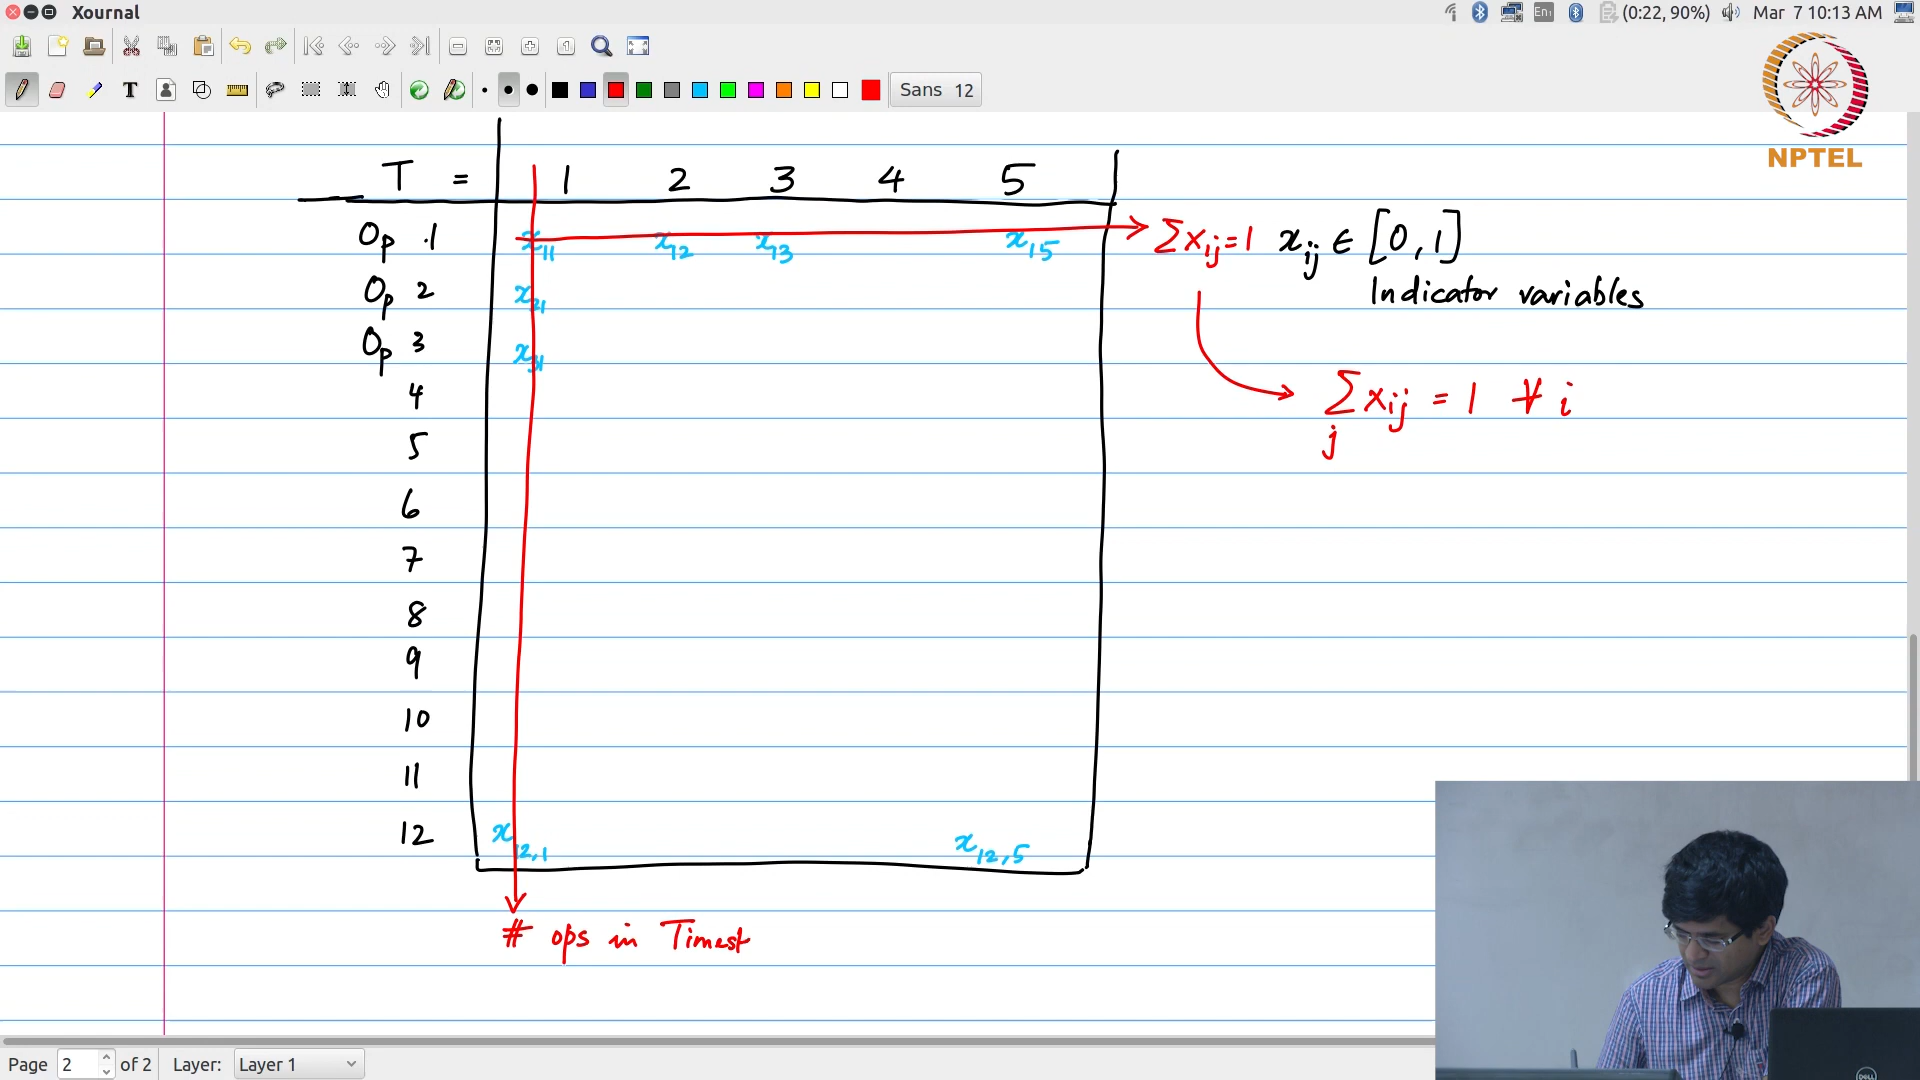 Xournal
En1
(0:22, 90%)
Mar 7 10:13 AM
Sans 12
NPTEL
T = 1 2 3 4 5
Op 1 x11 x12 x13 x15 Σxij=1 xij ∈ [0,1]
Op 2 x21 Indicator variables
Op 3 x31
4 Σj xij = 1 ∀ i
5
6
7
8
9
10
11
12 x12,1 x12,5
# ops in Timest
Page 2 of 2 Layer: Layer 1
DELL